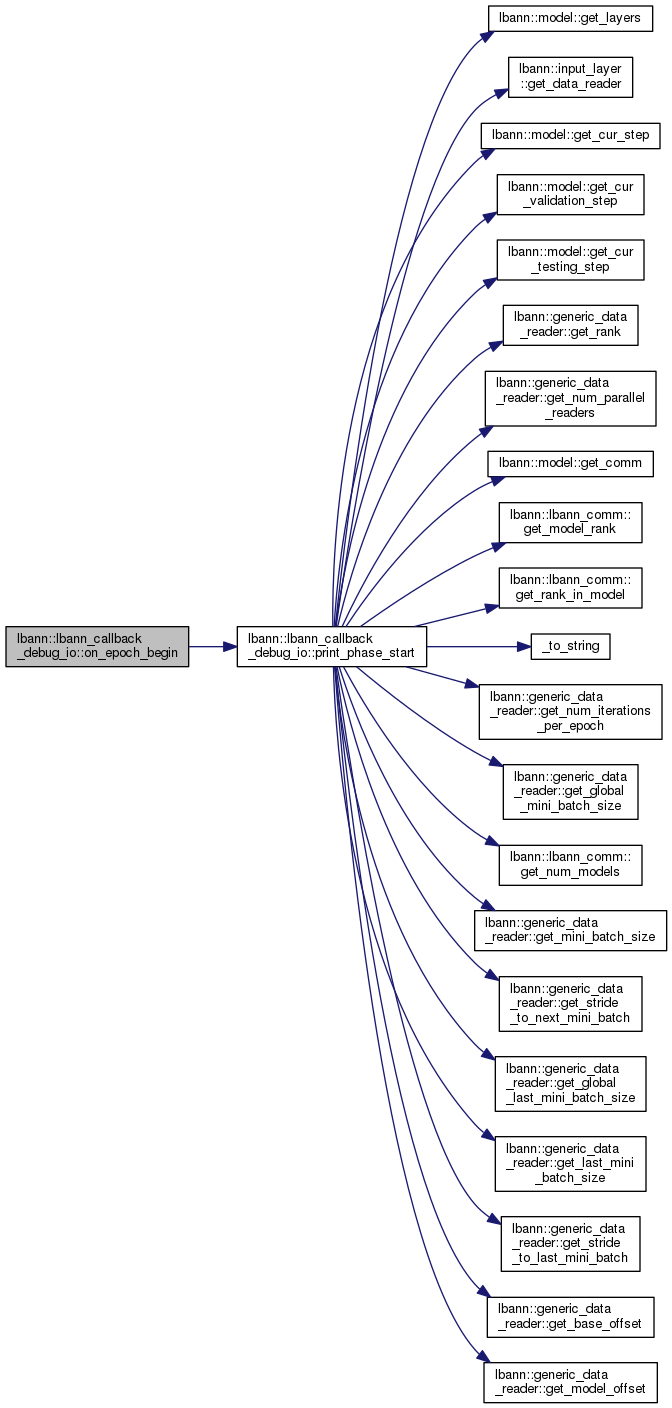 lbann::lbann_callback
_debug_io::on_epoch_begin
lbann::lbann_callback
_debug_io::print_phase_start
lbann::model::get_layers
lbann::input_layer
::get_data_reader
lbann::model::get_cur_step
lbann::model::get_cur
_validation_step
lbann::model::get_cur
_testing_step
lbann::generic_data
_reader::get_rank
lbann::generic_data
_reader::get_num_parallel
_readers
lbann::model::get_comm
lbann::lbann_comm::
get_model_rank
lbann::lbann_comm::
get_rank_in_model
_to_string
lbann::generic_data
_reader::get_num_iterations
_per_epoch
lbann::generic_data
_reader::get_global
_mini_batch_size
lbann::lbann_comm::
get_num_models
lbann::generic_data
_reader::get_mini_batch_size
lbann::generic_data
_reader::get_stride
_to_next_mini_batch
lbann::generic_data
_reader::get_global
_last_mini_batch_size
lbann::generic_data
_reader::get_last_mini
_batch_size
lbann::generic_data
_reader::get_stride
_to_last_mini_batch
lbann::generic_data
_reader::get_base_offset
lbann::generic_data
_reader::get_model_offset